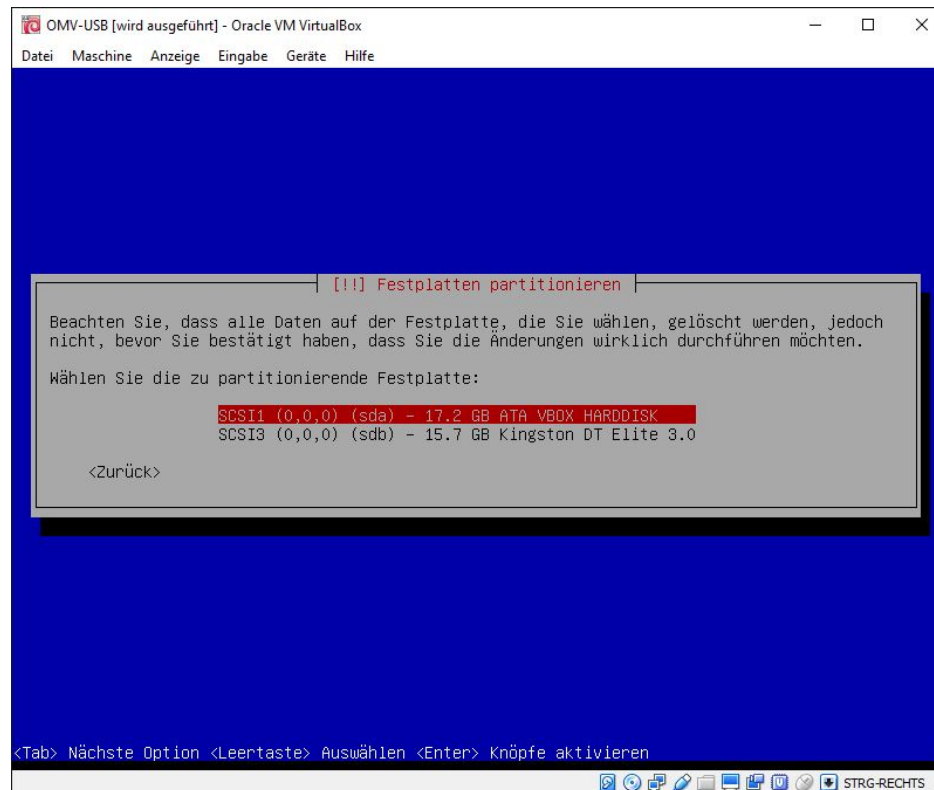 OMV-USB [wird ausgeführt] - Oracle VM VirtualBox
Datei Maschine Anzeige Eingabe Geräte Hilfe
[!!] Festplatten partitionieren
Beachten Sie, dass alle Daten auf der Festplatte, die Sie wählen, gelöscht werden, jedoch
nicht, bevor Sie bestätigt haben, dass Sie die Änderungen wirklich durchführen möchten.
Wählen Sie die zu partitionierende Festplatte:
SCSI1 (0,0,0) (sda) - 17.2 GB ATA VBOX HARDDISK
SCSI3 (0,0,0) (sdb) - 15.7 GB Kingston DT Elite 3.0
<Zurück>
<Tab> Nächste Option <Leertaste> Auswählen <Enter> Knöpfe aktivieren
STRG-RECHTS